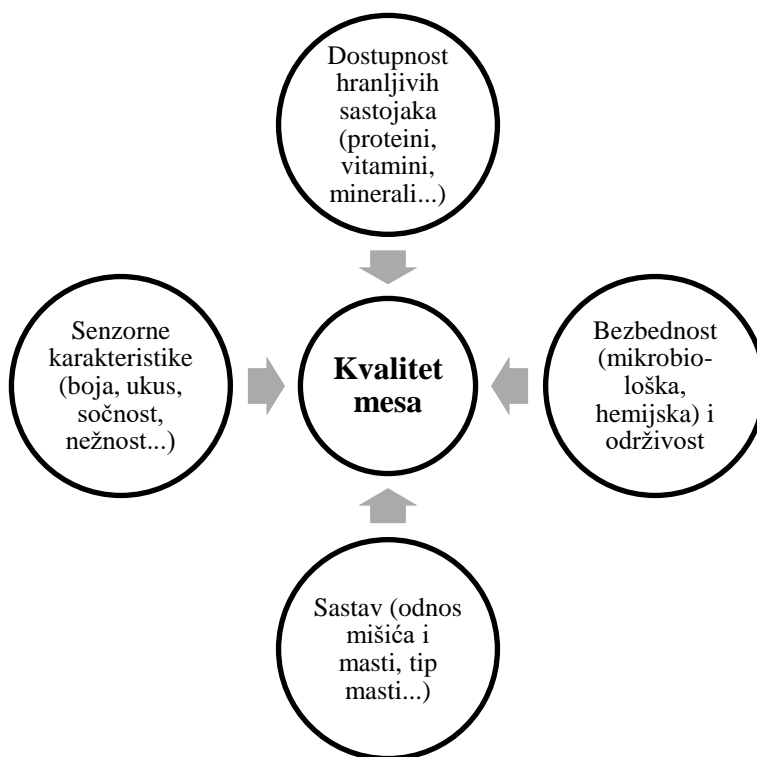 Dostupnost
hranljivih
sastojaka
(proteini,
vitamini,
minerali...)
Senzorne
karakteristike
(boja, ukus,
sočnost,
nežnost...)
Kvalitet
mesa
Bezbednost
(mikrobio-
loška,
hemijska) i
održivost
Sastav (odnos
mišića i
masti, tip
masti...)